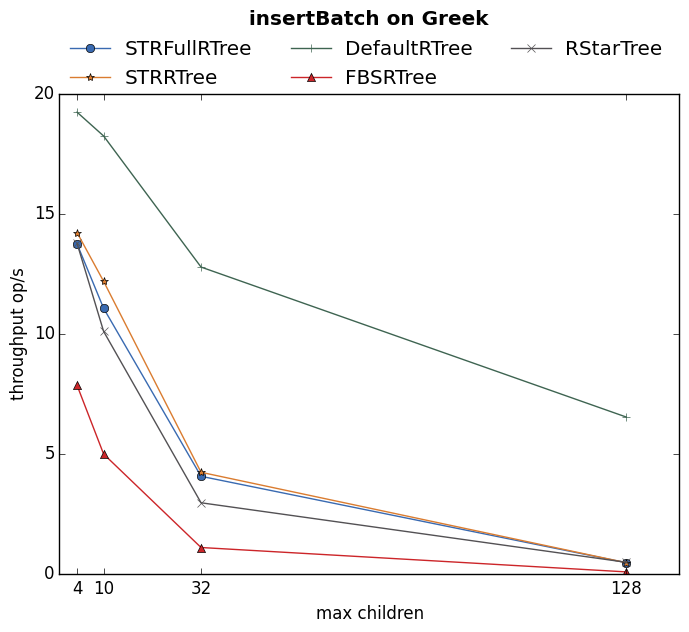 insertBatch on Greek
STRFullRTree DefaultRTree RStarTree
STRRTree FBSRTree
20
15
10
5
0
throughput op/s
4 10 32 128
max children